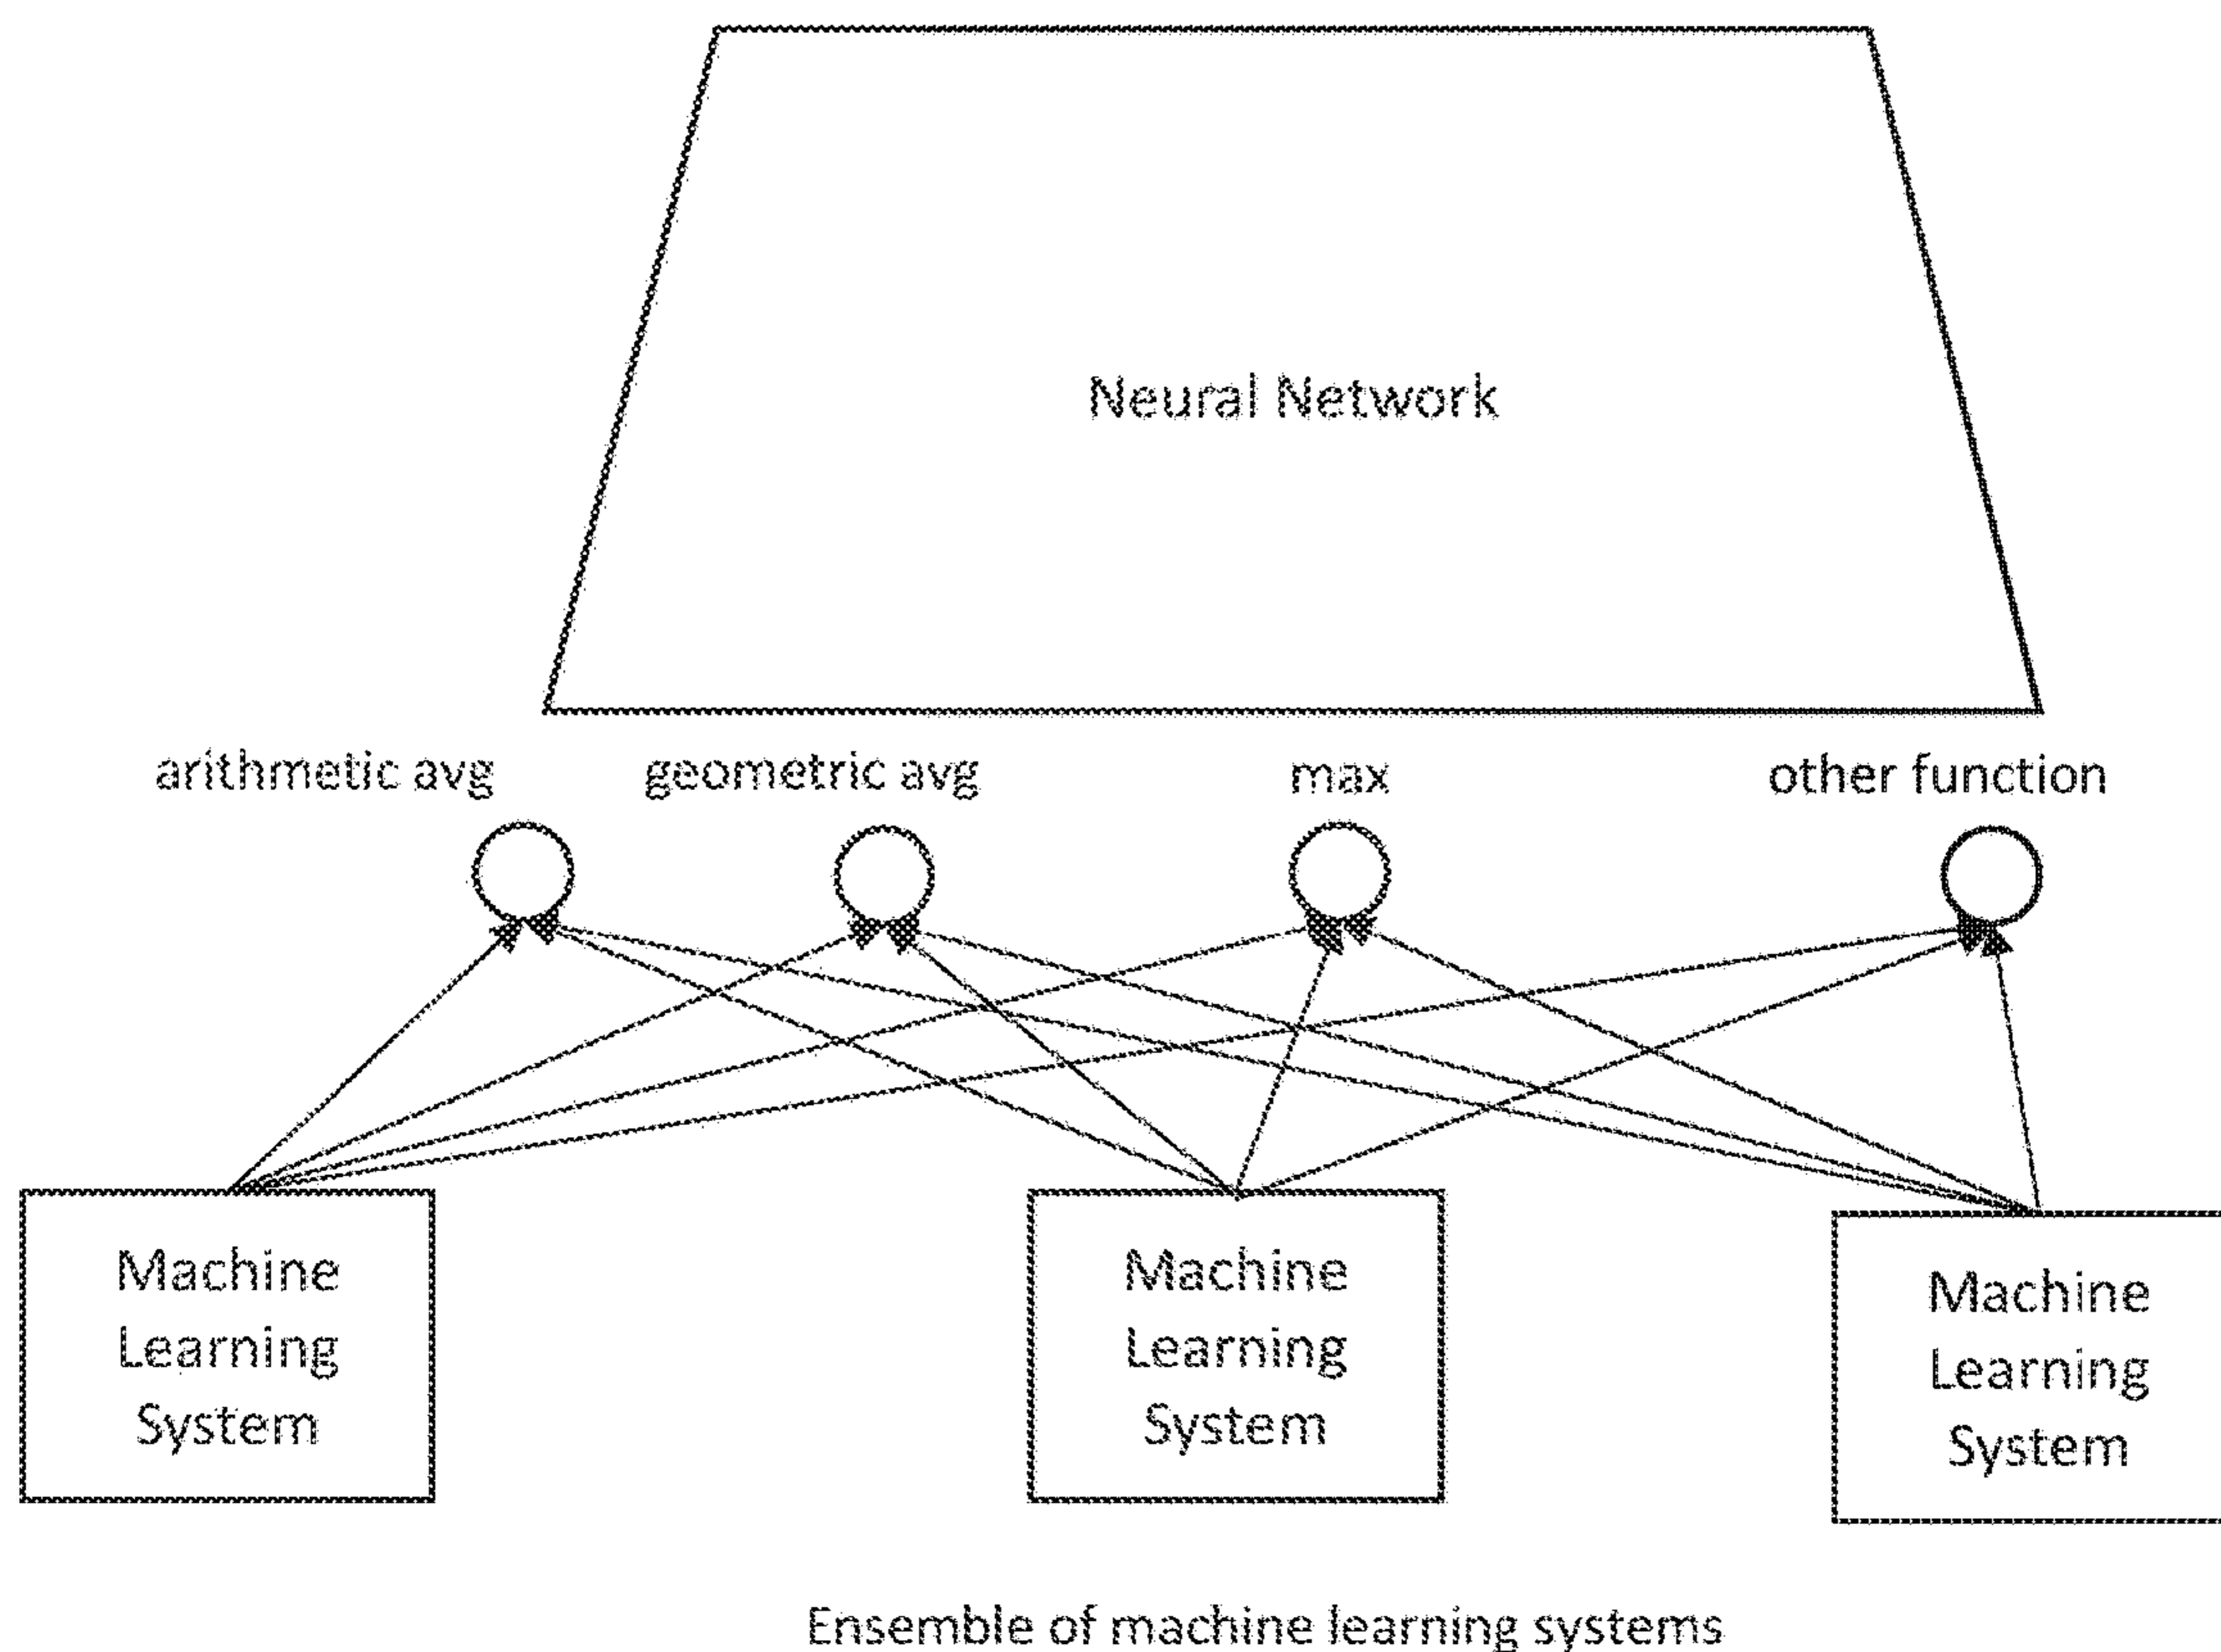 Neural Network
arithmetic avg geometric avg max other function
Machine
Learning
System
Machine
Learning
System
Machine
Learning
System
Ensemble of machine learning systems